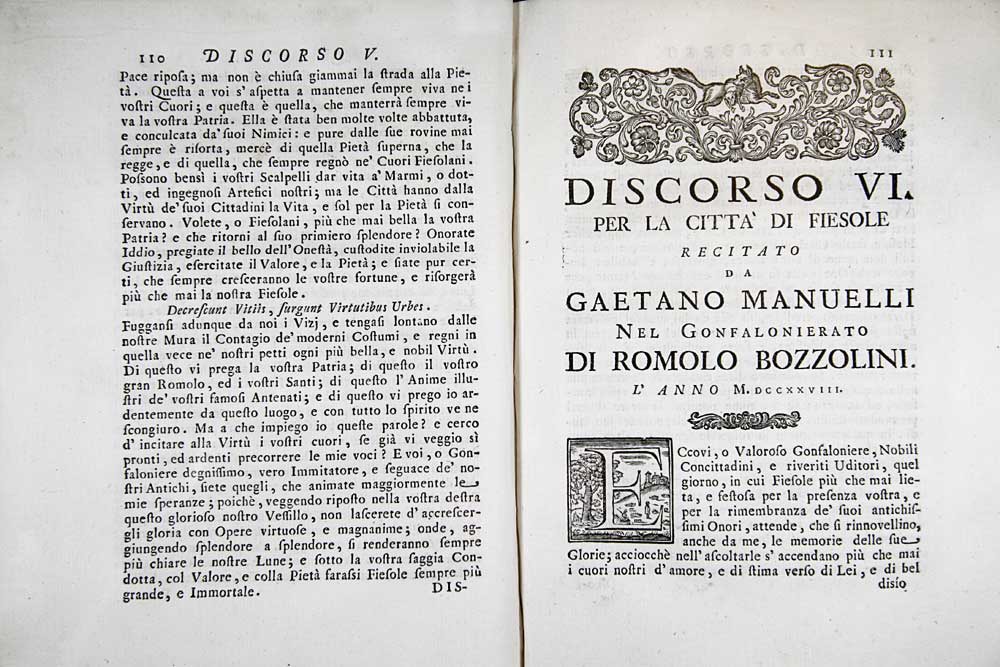 110 DISCORSO V.
Pace riposa; ma non è chiusa giammai la strada alla Pie-
tà. Questa a voi s'aspetta a mantener sempre viva nei
vostri Cuori; e questa è quella, che manterrà sempre vi-
va la vostra Patria. Ella è stata ben molte volte abbattuta,
e conculcata da' suoi Nimici: e pure dalle sue rovine mai
sempre è risorta, mercè di quella Pietà superna, che la
regge, e di quella, che sempre regnò ne' Cuori Fiesolani.
Possono bensì i vostri Scalpelli dar vita a' Marmi, o dot-
ti, ed ingegnosi Artefici nostri; ma le Città hanno dalla
Virtù de' suoi Cittadini la Vita, e sol per la Pietà si con-
servano. Volete, o Fiesolani, più che mai bella la vostra
Patria? e che ritorni al suo primiero splendore? Onorate
Iddio, pregiate il bello dell'Onestà, custodite inviolabile la
Giustizia, esercitate il Valore, e la Pietà; e siate pur cer-
ti, che sempre cresceranno le vostre fortune, e risorgerà
più che mai la nostra Fiesole.
Decrescunt Vitiis, surgunt Virtutibus Urbes.
Fuggansi adunque da noi i Vizj, e tengasi lontano dalle
nostre Mura il Contagio de' moderni Costumi, e regni in
quella vece ne' nostri petti ogni più bella, e nobil Virtù.
Di questo vi prega la vostra Patria; di questo il vostro
gran Romolo, ed i vostri Santi; di questo l'Anime illu-
stri de' vostri famosi Antenati; e di questo vi prego io ar-
dentemente da questo luogo, e con tutto lo spirito ve ne
scongiuro. Ma a che impiego io queste parole? e cerco
d'incitare alla Virtù i vostri cuori, se già vi veggio sì
pronti, ed ardenti precorrere le mie voci? E voi, o Gon-
faloniere degnissimo, vero Immitatore, e seguace de' no-
stri Antichi, siete quegli, che animate maggiormente le
mie speranze; poichè, veggendo riposto nella vostra destra
questo glorioso nostro Vessillo, non lascerete d'accrescer-
gli gloria con Opere virtuose, e magnanime; onde, ag-
giungendo splendore a splendore, si renderanno sempre
più chiare le nostre Lune; e sotto la vostra saggia Con-
dotta, col Valore, e colla Pietà farassi Fiesole sempre più
grande, e Immortale.
DIS-
111
DISCORSO VI.
PER LA CITTA' DI FIESOLE
RECITATO
DA
GAETANO MANUELLI
NEL GONFALONIERATO
DI ROMOLO BOZZOLINI.
L'ANNO M.DCCXXVIII.
ECcovi, o Valoroso Gonfaloniere, Nobili
Concittadini, e riveriti Uditori, quel
giorno, in cui Fiesole più che mai lie-
ta, e festosa per la presenza vostra, e
per la rimembranza de' suoi antichis-
simi Onori, attende, che si rinnovellino,
anche da me, le memorie delle sue
Glorie; acciocchè nell'ascoltarle s'accendano più che mai
i cuori nostri d'amore, e di stima verso di Lei, e di bel
disio